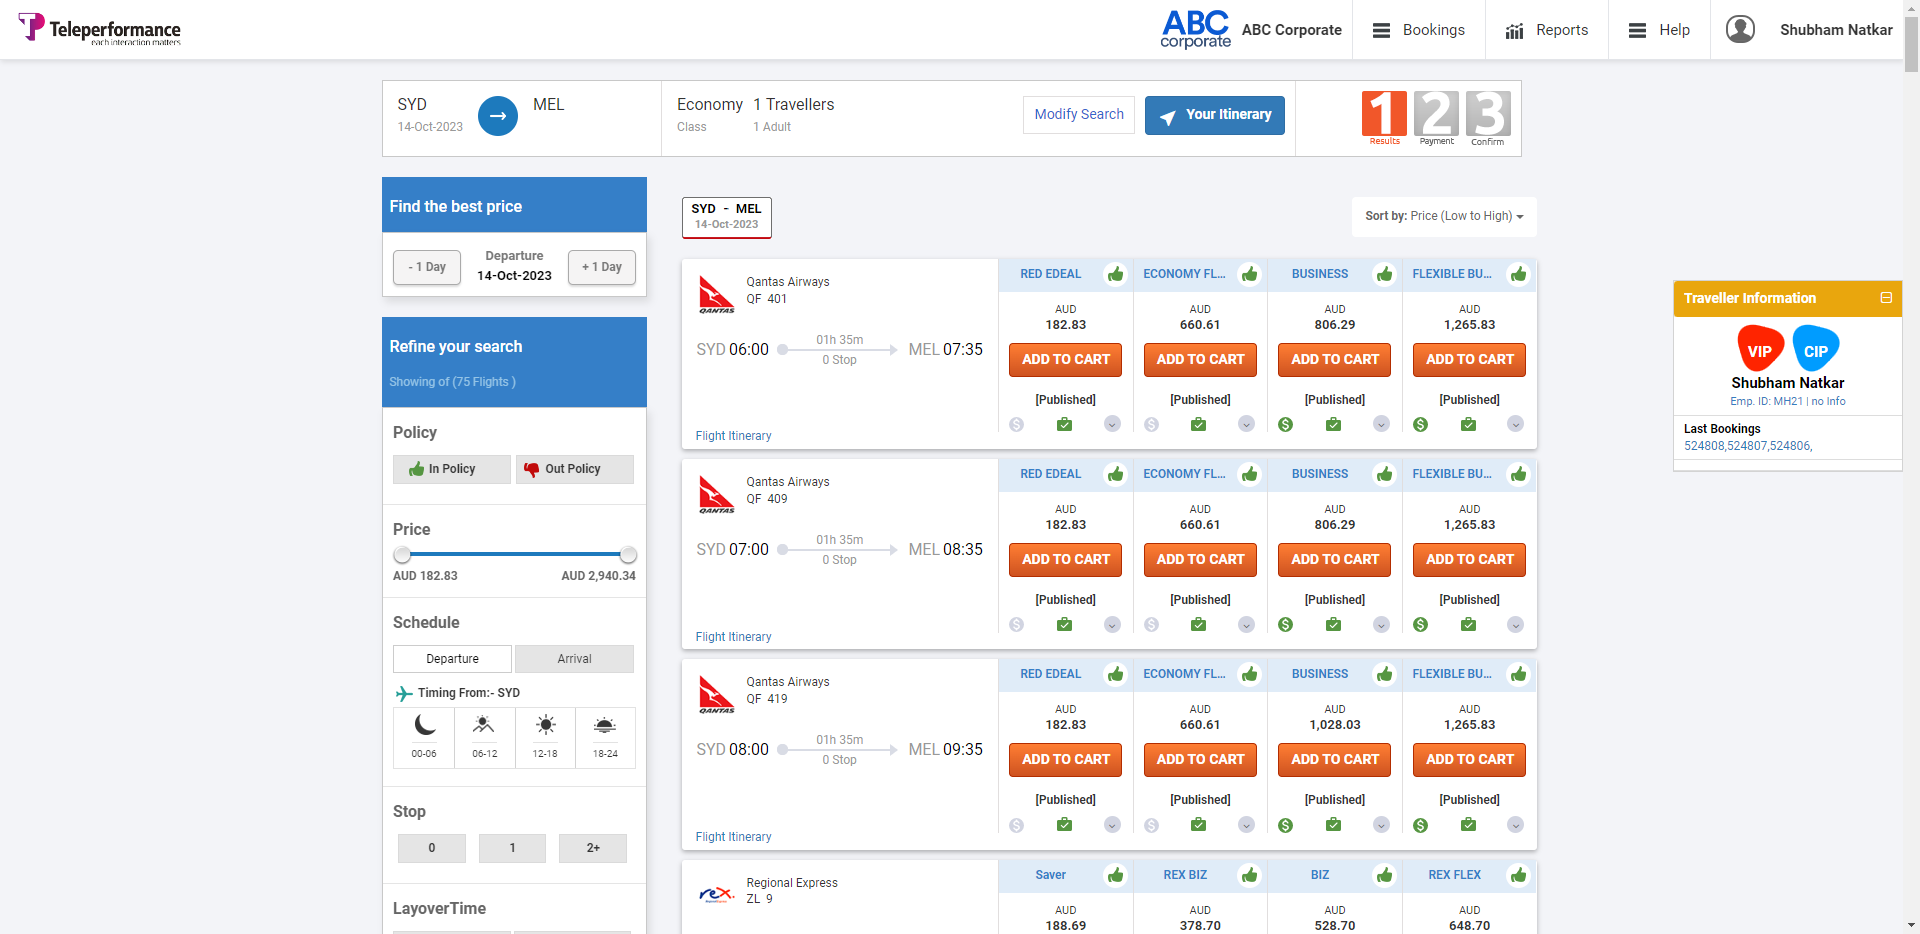 Teleperformance
each interaction matters
ABC
corporate
ABC Corporate
Bookings
Reports
Help
Shubham Natkar
SYD
14-Oct-2023
MEL
Economy
Class
1 Travellers
1 Adult
Modify Search
Your Itinerary
1
Results
2
Payment
3
Confirm
Find the best price
- 1 Day
Departure
14-Oct-2023
+ 1 Day
Refine your search
Showing of (75 Flights )
Policy
In Policy
Out Policy
Price
AUD 182.83
AUD 2,940.34
Schedule
Departure
Arrival
Timing From:- SYD
00-06
06-12
12-18
18-24
Stop
0
1
2+
LayoverTime
SYD - MEL
14-Oct-2023
Sort by: Price (Low to High)
Qantas Airways
QF 401
QANTAS
SYD 06:00
01h 35m
0 Stop
MEL 07:35
Flight Itinerary
RED EDEAL
AUD
182.83
ADD TO CART
[Published]
ECONOMY FL...
AUD
660.61
ADD TO CART
[Published]
BUSINESS
AUD
806.29
ADD TO CART
[Published]
FLEXIBLE BU...
AUD
1,265.83
ADD TO CART
[Published]
Qantas Airways
QF 409
QANTAS
SYD 07:00
01h 35m
0 Stop
MEL 08:35
Flight Itinerary
RED EDEAL
AUD
182.83
ADD TO CART
[Published]
ECONOMY FL...
AUD
660.61
ADD TO CART
[Published]
BUSINESS
AUD
806.29
ADD TO CART
[Published]
FLEXIBLE BU...
AUD
1,265.83
ADD TO CART
[Published]
Qantas Airways
QF 419
QANTAS
SYD 08:00
01h 35m
0 Stop
MEL 09:35
Flight Itinerary
RED EDEAL
AUD
182.83
ADD TO CART
[Published]
ECONOMY FL...
AUD
660.61
ADD TO CART
[Published]
BUSINESS
AUD
1,028.03
ADD TO CART
[Published]
FLEXIBLE BU...
AUD
1,265.83
ADD TO CART
[Published]
rex.
Regional Express
ZL 9
Saver
AUD
188.69
REX BIZ
AUD
378.70
BIZ
AUD
528.70
REX FLEX
AUD
648.70
Traveller Information
VIP
CIP
Shubham Natkar
Emp. ID: MH21 | no Info
Last Bookings
524808,524807,524806,